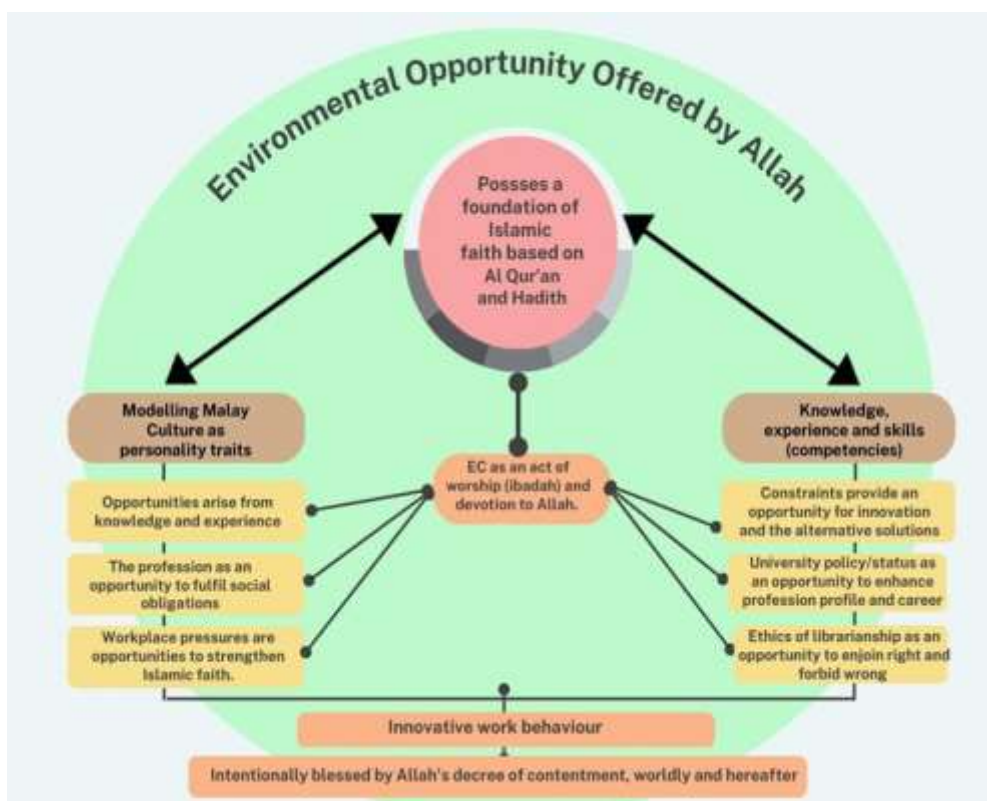 Environmental Opportunity Offered by Allah
Possses a
foundation of
Islamic
faith based on
Al Qur'an
and Hadith
Modelling Malay
Culture as
personality traits
Knowledge,
experience and skills
(competencies)
EC as an act of
worship (ibadah) and
devotion to Allah.
Opportunities arise from
knowledge and experience
The profession as an
opportunity to fulfil social
obligations
Workplace pressures are
opportunities to strengthen
Islamic faith.
Constraints provide an
opportunity for innovation
and the alternative solutions
University policy/status as
an opportunity to enhance
profession profile and career
Ethics of librarianship as an
opportunity to enjoin right and
forbid wrong
Innovative work behaviour
Intentionally blessed by Allah's decree of contentment, worldly and hereafter